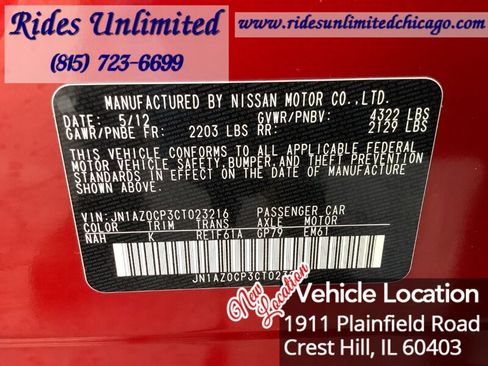 Rides Unlimited
(815) 723-6699
www.ridesunlimitedchicago.com
MANUFACTURED BY NISSAN MOTOR CO.,LTD.
DATE: 5/12 GVWR/PNBV: 4322 LBS
GAWR/PNBE FR: 2203 LBS RR: 2129 LBS
THIS VEHICLE CONFORMS TO ALL APPLICABLE FEDERAL
MOTOR VEHICLE SAFETY,BUMPER,AND THEFT PREVENTION
STANDARDS IN EFFECT ON THE DATE OF MANUFACTURE
SHOWN ABOVE.
VIN: JN1AZ0CP3CT023216 PASSENGER CAR
COLOR TRIM TRANS AXLE MOTOR
NAH K RE1F61A GP79 EM61
JN1AZ0CP3CT023
New
Location
Vehicle Location
1911 Plainfield Road
Crest Hill, IL 60403